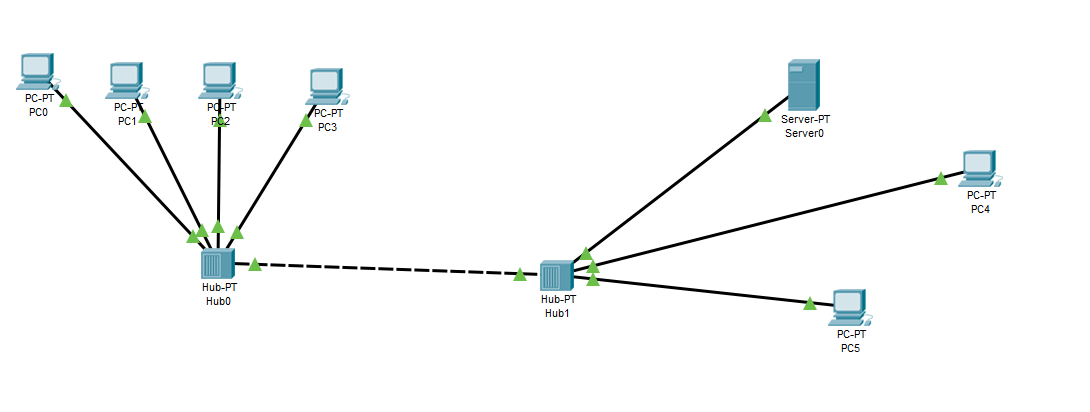 PC-PT
PC0
PC-PT
PC1
PC-PT
PC2
PC-PT
PC3
Server-PT
Server0
PC-PT
PC4
Hub-PT
Hub0
Hub-PT
Hub1
PC-PT
PC5